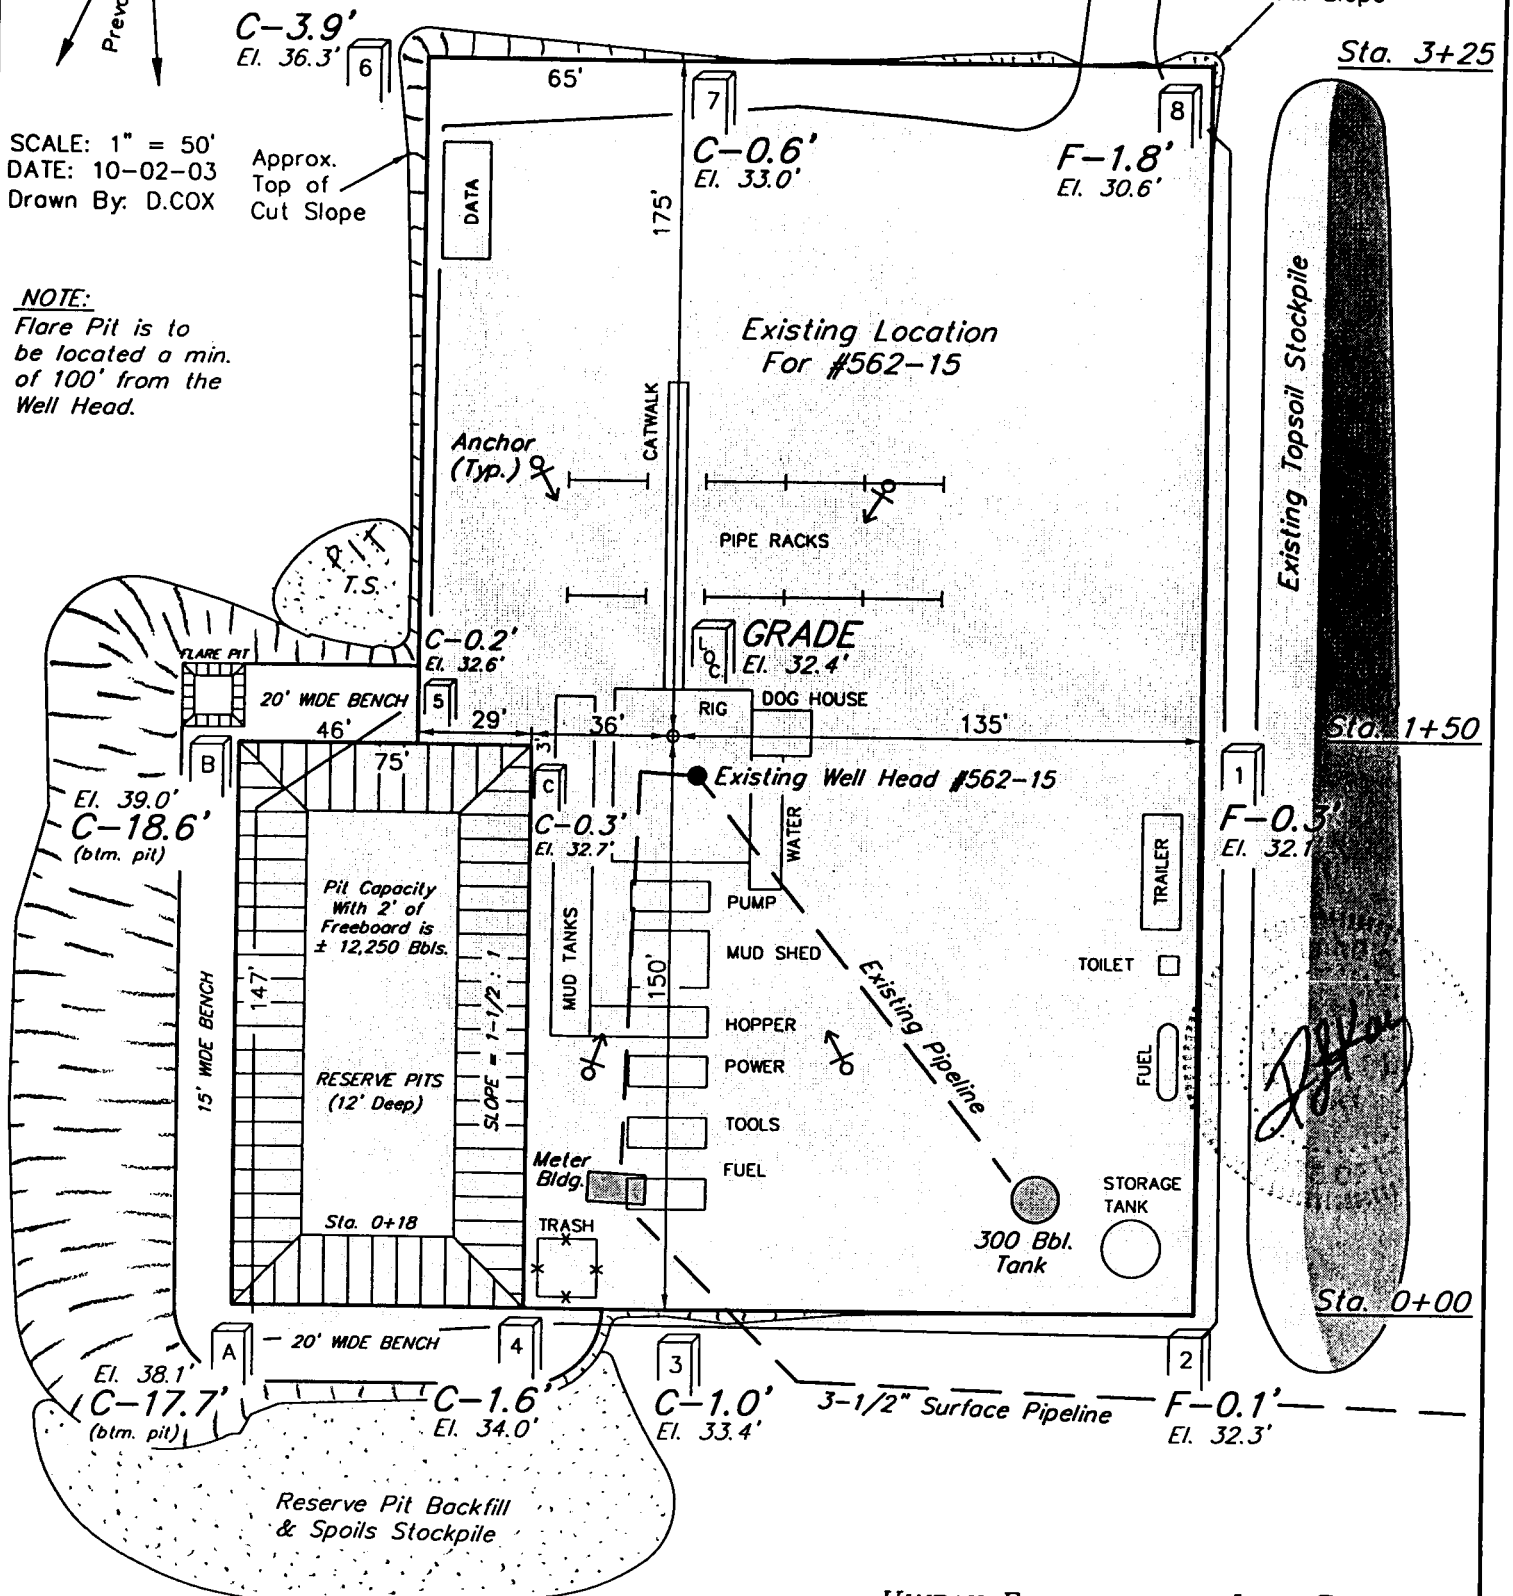 C-3.9'
El. 36.3'
6
Sta. 3+25
65'
7
8
SCALE: 1" = 50'
DATE: 10-02-03
Drawn By: D.COX
Approx.
Top of
Cut Slope
C-0.6'
El. 33.0'
F-1.8'
El. 30.6'
DATA
175'
NOTE:
Flare Pit is to
be located a min.
of 100' from the
Well Head.
Existing Location
For #562-15
Existing Topsoil Stockpile
CATWALK
Anchor
(Typ.)
PIPE RACKS
PIT
T.S.
C-0.2'
El. 32.6'
LOC
GRADE
El. 32.4'
FLARE PIT
20' WIDE BENCH
5
RIG
DOG HOUSE
46'
29'
36'
135'
Sta. 1+50
3'
B
75'
C
Existing Well Head #562-15
1
El. 39.0'
C-18.6'
(btm. pit)
C-0.3'
El. 32.7'
WATER
F-0.3'
El. 32.1'
TRAILER
Pit Capacity
With 2' of
Freeboard is
± 12,250 Bbls.
PUMP
MUD TANKS
MUD SHED
Existing Pipeline
TOILET
15' WIDE BENCH
147'
SLOPE = 1-1/2 : 1
150'
HOPPER
POWER
FUEL
RESERVE PITS
(12' Deep)
TOOLS
Meter
Bldg.
FUEL
STORAGE
TANK
Sta. 0+18
TRASH
300 Bbl.
Tank
Sta. 0+00
A
20' WIDE BENCH
4
3
2
El. 38.1'
C-17.7'
(btm. pit)
C-1.6'
El. 34.0'
C-1.0'
El. 33.4'
3-1/2" Surface Pipeline
F-0.1'
El. 32.3'
Reserve Pit Backfill
& Spoils Stockpile